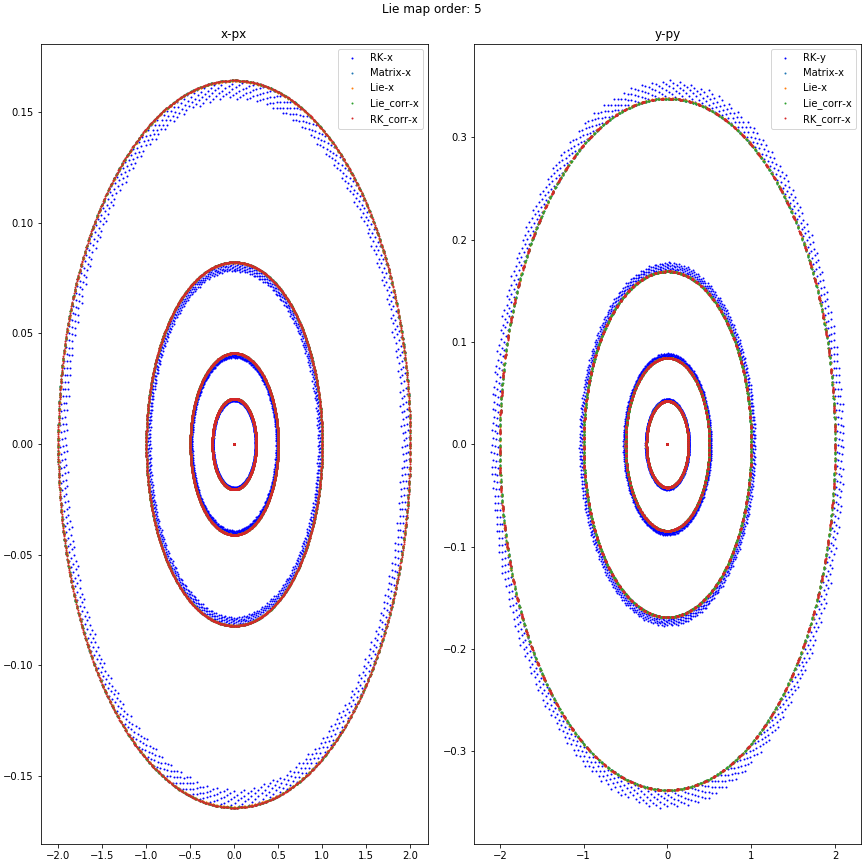 Lie map order: 5
x-px
RK-x
Matrix-x
Lie-x
Lie_corr-x
RK_corr-x
0.15
0.10
0.05
0.00
−0.05
−0.10
−0.15
−2.0 −1.5 −1.0 −0.5 0.0 0.5 1.0 1.5 2.0
y-py
RK-y
Matrix-x
Lie-x
Lie_corr-x
RK_corr-x
0.3
0.2
0.1
0.0
−0.1
−0.2
−0.3
−2 −1 0 1 2